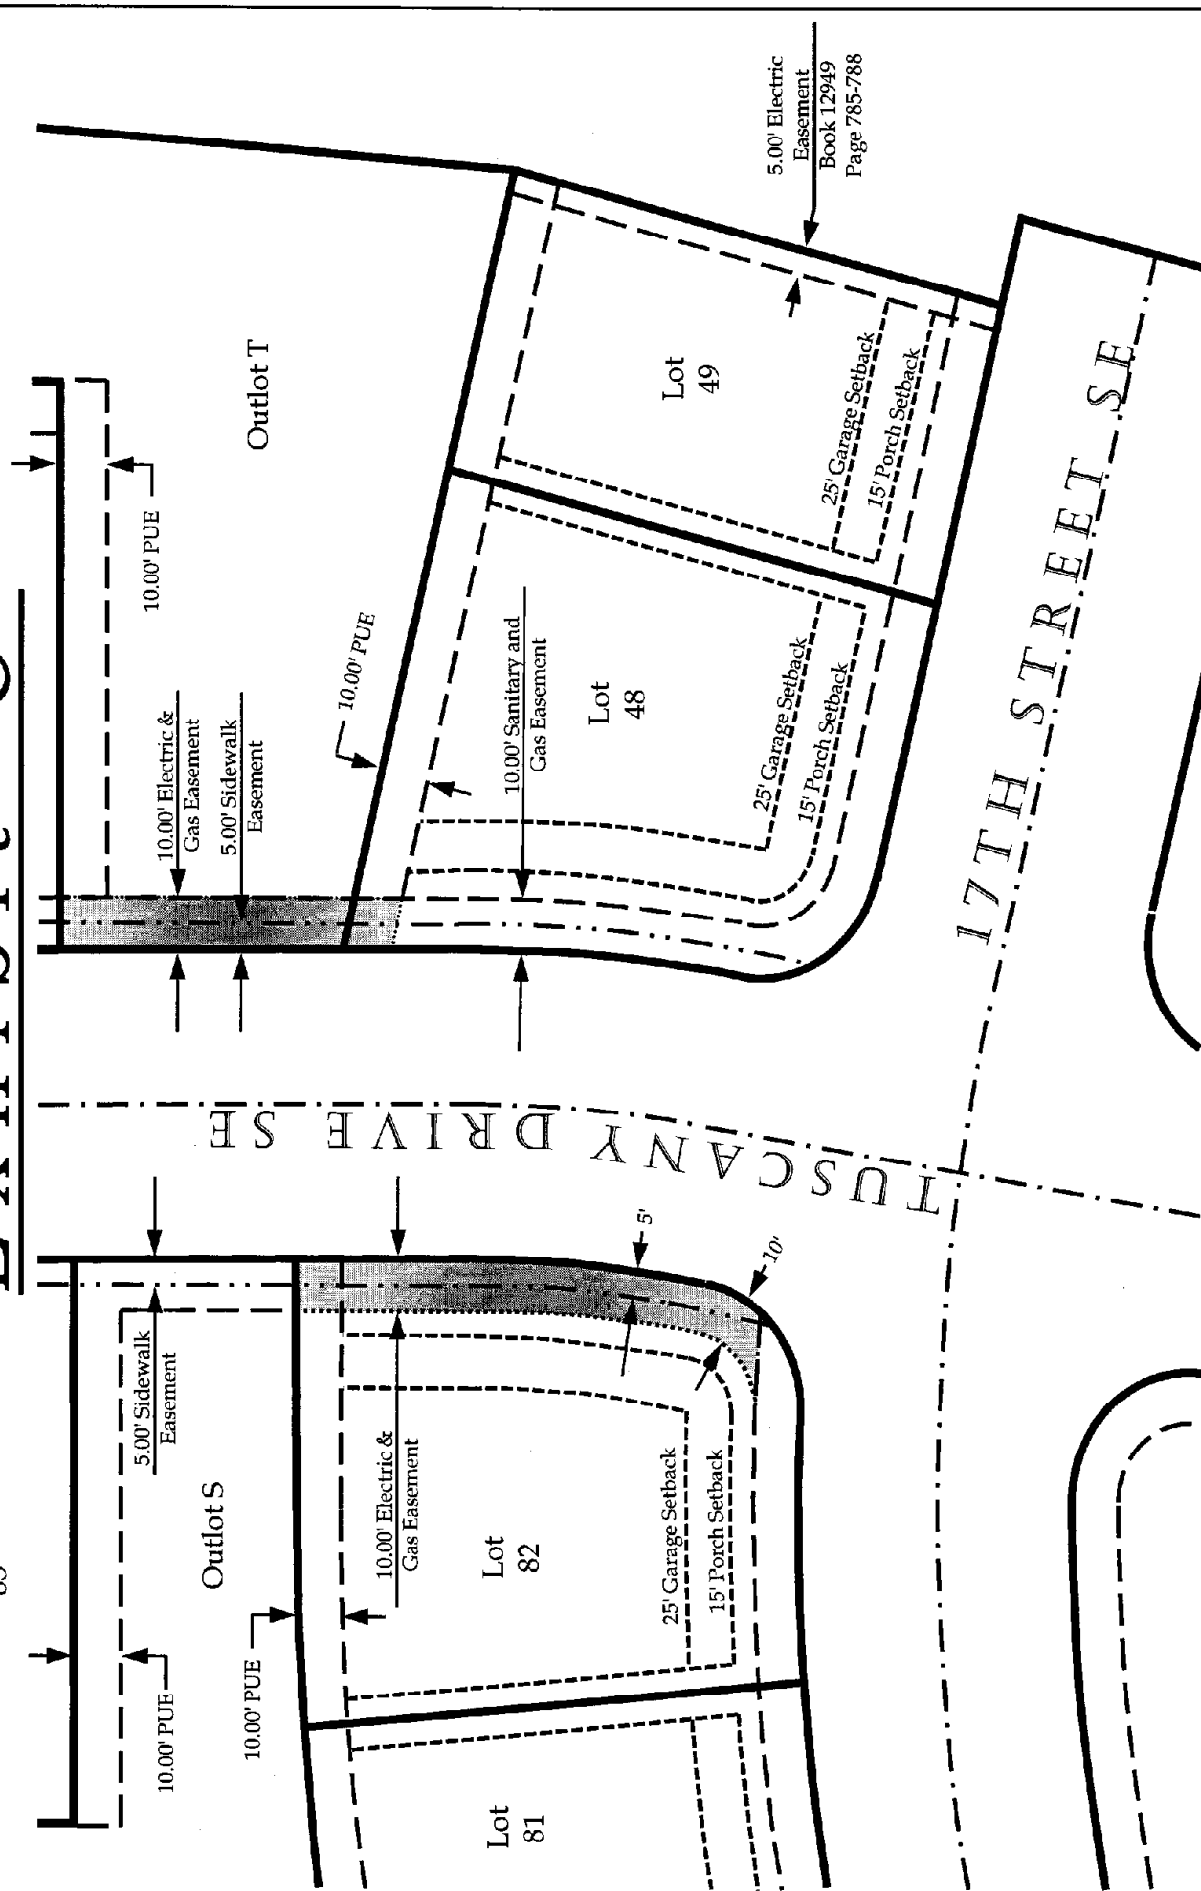 5.00' Electric
Easement
Book 12949
Page 785-788
Outlot T
10.00' PUE
10.00' Electric &
Gas Easement
5.00' Sidewalk
Easement
10.00' PUE
10.00' Sanitary and
Gas Easement
Lot
49
25' Garage Setback
15' Porch Setback
Lot
48
25' Garage Setback
15' Porch Setback
17TH STREET SE
TUSCANY DRIVE SE
5'
10'
5.00' Sidewalk
Easement
Outlot S
10.00' PUE
10.00' PUE
10.00' Electric &
Gas Easement
Lot
82
25' Garage Setback
15' Porch Setback
Lot
81